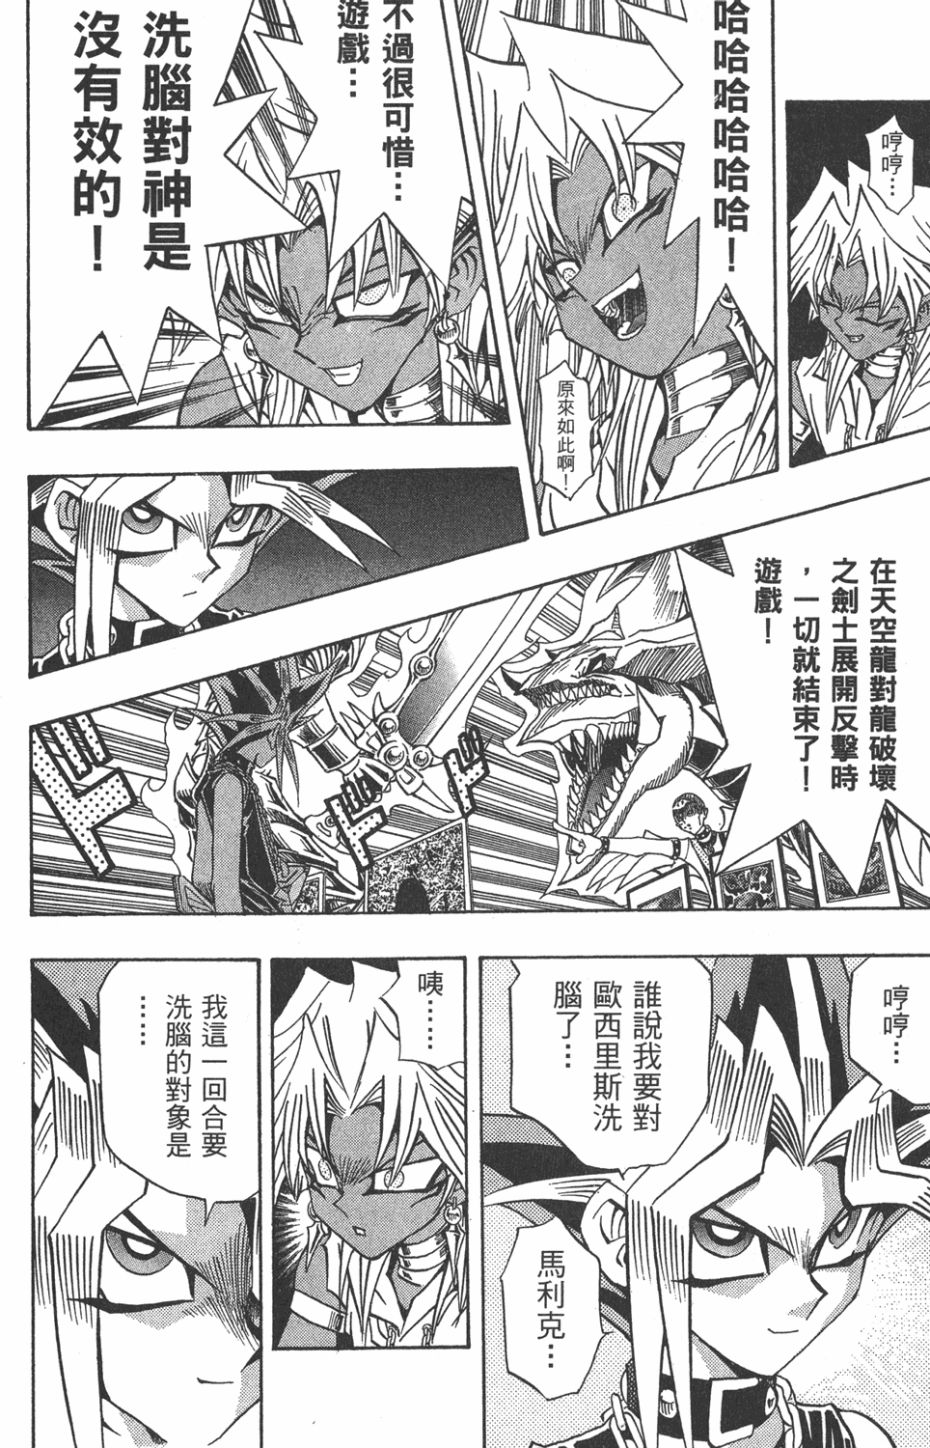 哼哼…
哈哈哈哈哈哈！
原來如此啊！
不過很可惜…
遊戲…
洗腦對神是
沒有效的！
在天空龍對龍破壞
之劍士展開反擊時
，一切就結束了！
遊戲！
ドドドド
哼哼…
誰說我要對
歐西里斯洗
腦了…
馬利克…
咦……
我這一回合要
洗腦的對象是
……